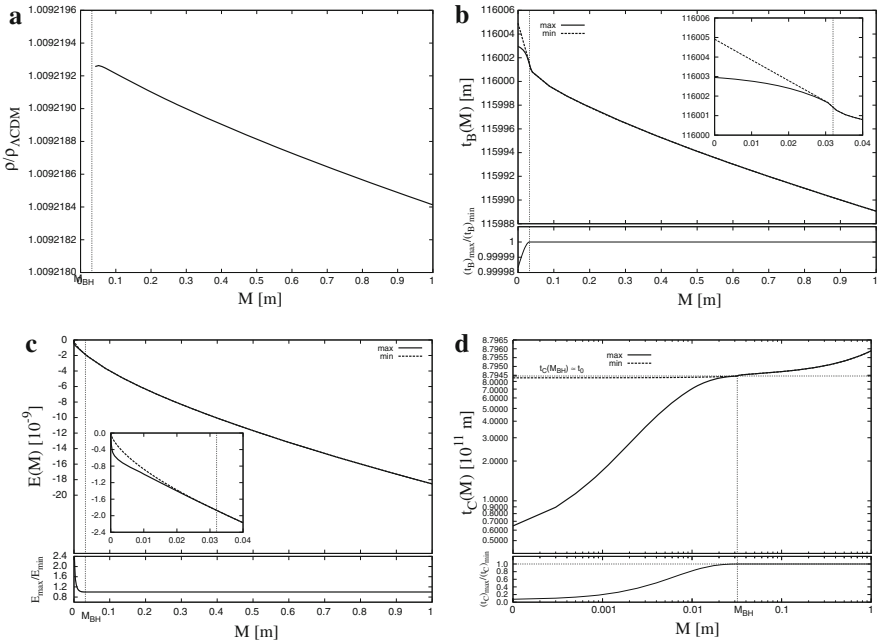 a
1.0092196
1.0092194
1.0092192
1.0092190
1.0092188
1.0092186
1.0092184
1.0092182
1.0092180
ρ/ρΛCDM
0 0.1 0.2 0.3 0.4 0.5 0.6 0.7 0.8 0.9 1
MBH
M [m]
b
max
min
116006
116004
116002
116000
115998
115996
115994
115992
115990
115988
tB(M) [m]
116006
116005
116004
116003
116002
116001
116000
0 0.01 0.02 0.03 0.04
1
0.99999
0.99998
(tB)max/(tB)min
0 0.1 0.2 0.3 0.4 0.5 0.6 0.7 0.8 0.9 1
M [m]
c
max
min
0
-2
-4
-6
-8
-10
-12
-14
-16
-18
-20
E(M) [10-9]
0.0
-0.4
-0.8
-1.2
-1.6
-2.0
-2.4
0 0.01 0.02 0.03 0.04
2.4
2.0
1.6
1.2
0.8
Emax/Emin
0 0.1 0.2 0.3 0.4 0.5 0.6 0.7 0.8 0.9 1
MBH
M [m]
d
max
min
tC(MBH) = t0
8.7965
8.7960
8.7955
8.7950
8.7945
8.0000
7.0000
6.0000
5.0000
4.0000
3.0000
2.0000
1.0000
0.9000
0.8000
0.7000
0.6000
0.5000
tC(M) [1011 m]
1.0
0.8
0.6
0.4
0.2
0.0
(tC)max/(tC)min
0 0.001 0.01 MBH 0.1 1
M [m]